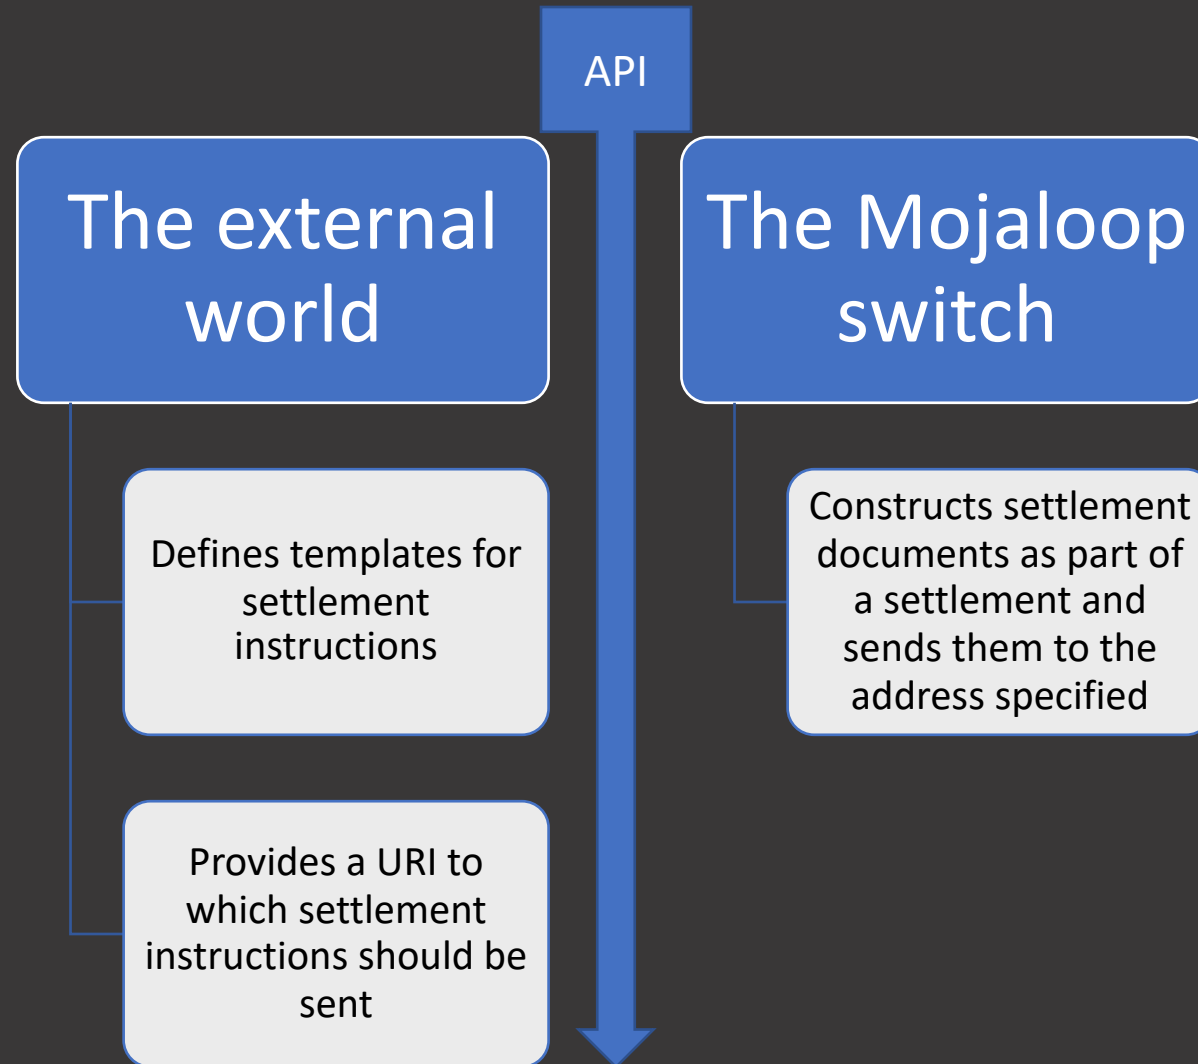 API
The external
world
Defines templates for
settlement
instructions
Provides a URI to
which settlement
instructions should be
sent
The Mojaloop
switch
Constructs settlement
documents as part of
a settlement and
sends them to the
address specified